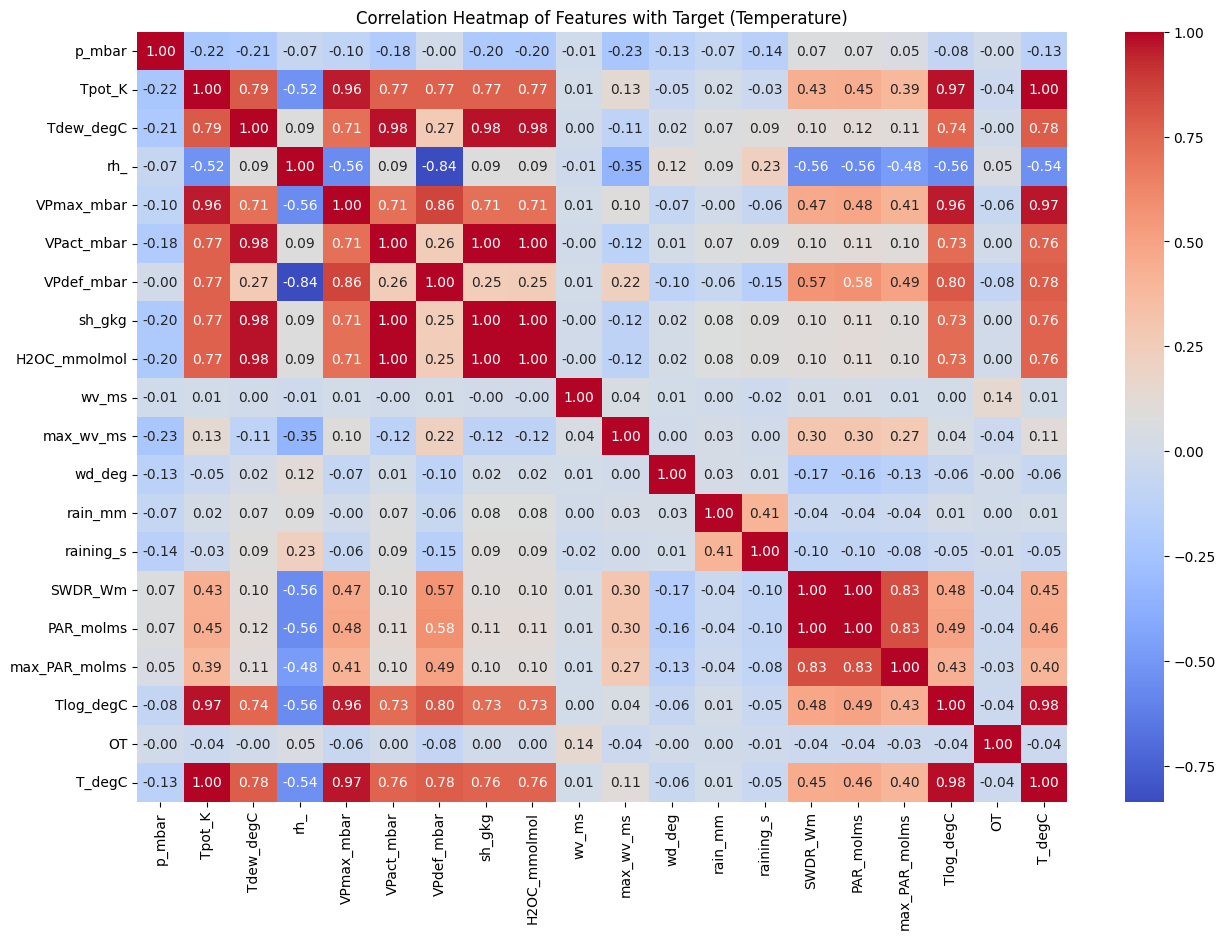 Correlation Heatmap of Features with Target (Temperature)
p_mbar 1.00 -0.22 -0.21 -0.07 -0.10 -0.18 -0.00 -0.20 -0.20 -0.01 -0.23 -0.13 -0.07 -0.14 0.07 0.07 0.05 -0.08 -0.00 -0.13
Tpot_K -0.22 1.00 0.79 -0.52 0.96 0.77 0.77 0.77 0.77 0.01 0.13 -0.05 0.02 -0.03 0.43 0.45 0.39 0.97 -0.04 1.00
Tdew_degC -0.21 0.79 1.00 0.09 0.71 0.98 0.27 0.98 0.98 0.00 -0.11 0.02 0.07 0.09 0.10 0.12 0.11 0.74 -0.00 0.78
rh_ -0.07 -0.52 0.09 1.00 -0.56 0.09 -0.84 0.09 0.09 -0.01 -0.35 0.12 0.09 0.23 -0.56 -0.56 -0.48 -0.56 0.05 -0.54
VPmax_mbar -0.10 0.96 0.71 -0.56 1.00 0.71 0.86 0.71 0.71 0.01 0.10 -0.07 -0.00 -0.06 0.47 0.48 0.41 0.96 -0.06 0.97
VPact_mbar -0.18 0.77 0.98 0.09 0.71 1.00 0.26 1.00 1.00 -0.00 -0.12 0.01 0.07 0.09 0.10 0.11 0.10 0.73 0.00 0.76
VPdef_mbar -0.00 0.77 0.27 -0.84 0.86 0.26 1.00 0.25 0.25 0.01 0.22 -0.10 -0.06 -0.15 0.57 0.58 0.49 0.80 -0.08 0.78
sh_gkg -0.20 0.77 0.98 0.09 0.71 1.00 0.25 1.00 1.00 -0.00 -0.12 0.02 0.08 0.09 0.10 0.11 0.10 0.73 0.00 0.76
H2OC_mmolmol -0.20 0.77 0.98 0.09 0.71 1.00 0.25 1.00 1.00 -0.00 -0.12 0.02 0.08 0.09 0.10 0.11 0.10 0.73 0.00 0.76
wv_ms -0.01 0.01 0.00 -0.01 0.01 -0.00 0.01 -0.00 -0.00 1.00 0.04 0.01 0.00 -0.02 0.01 0.01 0.01 0.00 0.14 0.01
max_wv_ms -0.23 0.13 -0.11 -0.35 0.10 -0.12 0.22 -0.12 -0.12 0.04 1.00 0.00 0.03 0.00 0.30 0.30 0.27 0.04 -0.04 0.11
wd_deg -0.13 -0.05 0.02 0.12 -0.07 0.01 -0.10 0.02 0.02 0.01 0.00 1.00 0.03 0.01 -0.17 -0.16 -0.13 -0.06 -0.00 -0.06
rain_mm -0.07 0.02 0.07 0.09 -0.00 0.07 -0.06 0.08 0.08 0.00 0.03 0.03 1.00 0.41 -0.04 -0.04 -0.04 0.01 0.00 0.01
raining_s -0.14 -0.03 0.09 0.23 -0.06 0.09 -0.15 0.09 0.09 -0.02 0.00 0.01 0.41 1.00 -0.10 -0.10 -0.08 -0.05 -0.01 -0.05
SWDR_Wm 0.07 0.43 0.10 -0.56 0.47 0.10 0.57 0.10 0.10 0.01 0.30 -0.17 -0.04 -0.10 1.00 1.00 0.83 0.48 -0.04 0.45
PAR_molms 0.07 0.45 0.12 -0.56 0.48 0.11 0.58 0.11 0.11 0.01 0.30 -0.16 -0.04 -0.10 1.00 1.00 0.83 0.49 -0.04 0.46
max_PAR_molms 0.05 0.39 0.11 -0.48 0.41 0.10 0.49 0.10 0.10 0.01 0.27 -0.13 -0.04 -0.08 0.83 0.83 1.00 0.43 -0.03 0.40
Tlog_degC -0.08 0.97 0.74 -0.56 0.96 0.73 0.80 0.73 0.73 0.00 0.04 -0.06 0.01 -0.05 0.48 0.49 0.43 1.00 -0.04 0.98
OT -0.00 -0.04 -0.00 0.05 -0.06 0.00 -0.08 0.00 0.00 0.14 -0.04 -0.00 0.00 -0.01 -0.04 -0.04 -0.03 -0.04 1.00 -0.04
T_degC -0.13 1.00 0.78 -0.54 0.97 0.76 0.78 0.76 0.76 0.01 0.11 -0.06 0.01 -0.05 0.45 0.46 0.40 0.98 -0.04 1.00
p_mbar Tpot_K Tdew_degC rh_ VPmax_mbar VPact_mbar VPdef_mbar sh_gkg H2OC_mmolmol wv_ms max_wv_ms wd_deg rain_mm raining_s SWDR_Wm PAR_molms max_PAR_molms Tlog_degC OT T_degC
1.00
0.75
0.50
0.25
0.00
-0.25
-0.50
-0.75